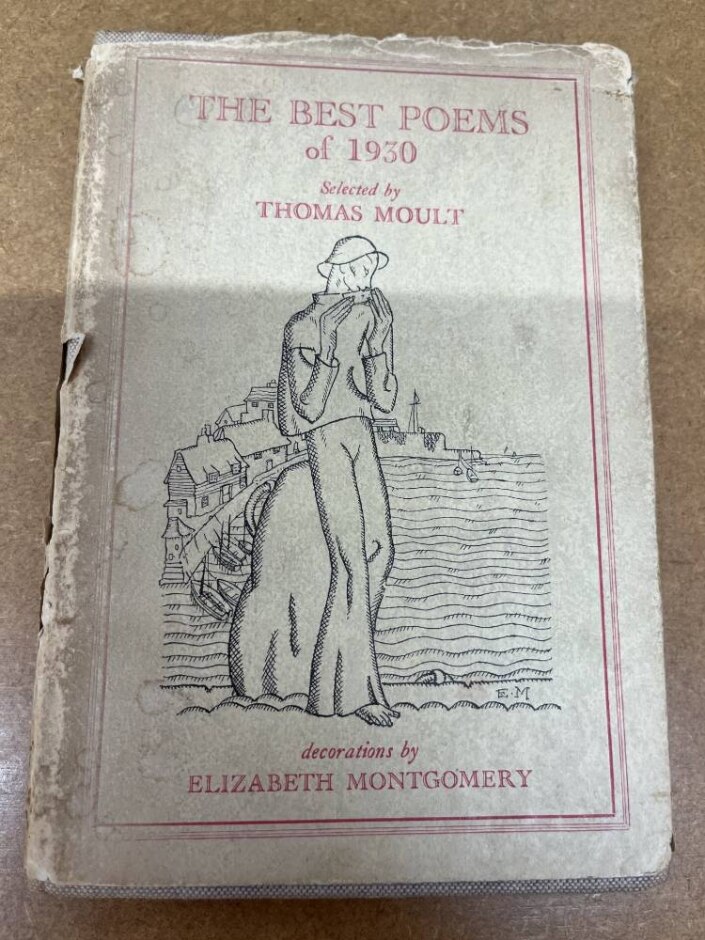 THE BEST POEMS
of 1930
Selected by
THOMAS MOULT
E·M
decorations by
ELIZABETH MONTGOMERY